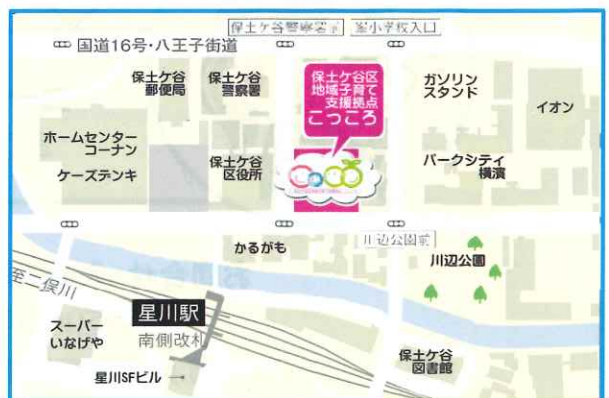 保土ケ谷警察署前
峯小学校入口
国道16号・八王子街道
保土ケ谷
郵便局
保土ケ谷
警察署
保土ケ谷区
地域子育て
支援拠点
こっころ
ガソリン
スタンド
イオン
ホームセンター
コーナン
ケーズデンキ
保土ケ谷
区役所
パークシティ
横濱
かるがも
川辺公園前
川辺公園
至二俣川
星川駅
南側改札
スーパー
いなげや
星川SFビル
保土ケ谷
図書館